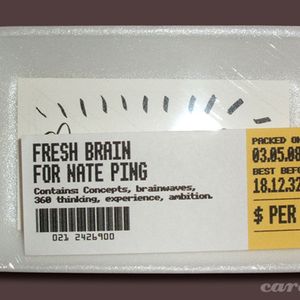 FRESH BRAIN
FOR NATE PING
Contains: Concepts, brainwaves,
360 thinking, experience, ambition.
021 2426900
PACKED ON
03.05.08
BEST BEFO
18.12.32
$ PER